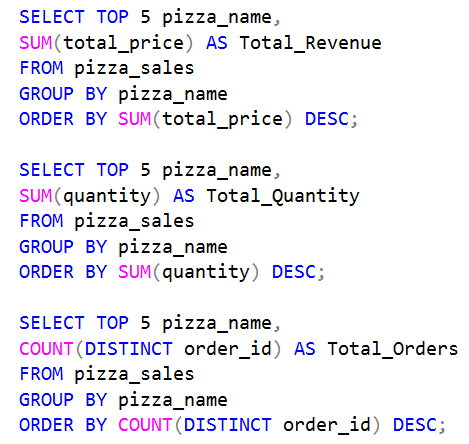 SELECT TOP 5 pizza_name,
SUM(total_price) AS Total_Revenue
FROM pizza_sales
GROUP BY pizza_name
ORDER BY SUM(total_price) DESC;

SELECT TOP 5 pizza_name,
SUM(quantity) AS Total_Quantity
FROM pizza_sales
GROUP BY pizza_name
ORDER BY SUM(quantity) DESC;

SELECT TOP 5 pizza_name,
COUNT(DISTINCT order_id) AS Total_Orders
FROM pizza_sales
GROUP BY pizza_name
ORDER BY COUNT(DISTINCT order_id) DESC;